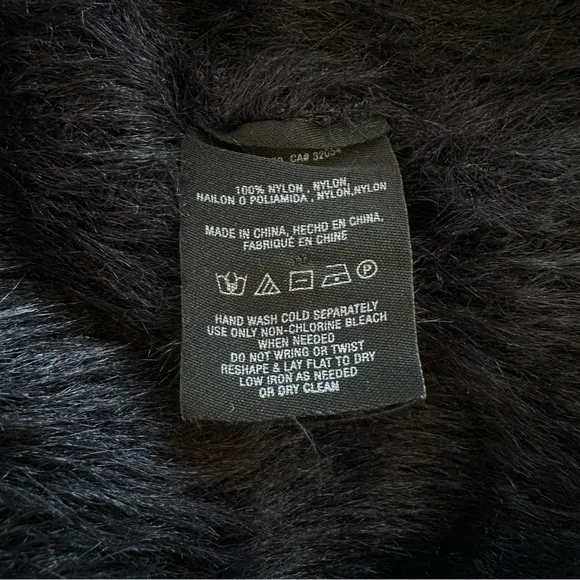 CA# 32054
100% NYLON , NYLON,
NAILON O POLIAMIDA , NYLON,NYLON
MADE IN CHINA, HECHO EN CHINA,
FABRIQUÉ EN CHINE
P
HAND WASH COLD SEPARATELY
USE ONLY NON-CHLORINE BLEACH
WHEN NEEDED
DO NOT WRING OR TWIST
RESHAPE & LAY FLAT TO DRY
LOW IRON AS NEEDED
OR DRY CLEAN